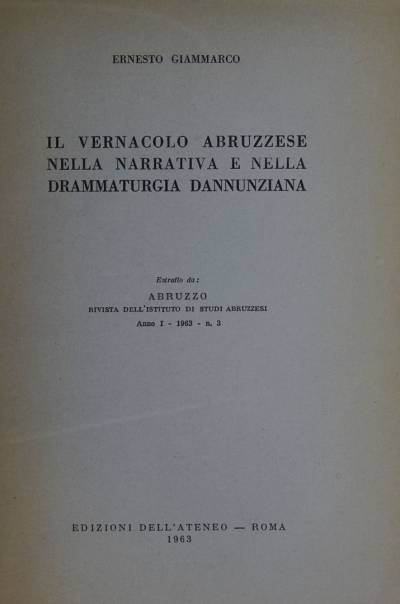 ERNESTO GIAMMARCO
IL VERNACOLO ABRUZZESE
NELLA NARRATIVA E NELLA
DRAMMATURGIA DANNUNZIANA
Estratto da:
ABRUZZO
RIVISTA DELL'ISTITUTO DI STUDI ABRUZZESI
Anno I - 1963 - n. 3
EDIZIONI DELL'ATENEO — ROMA
1963